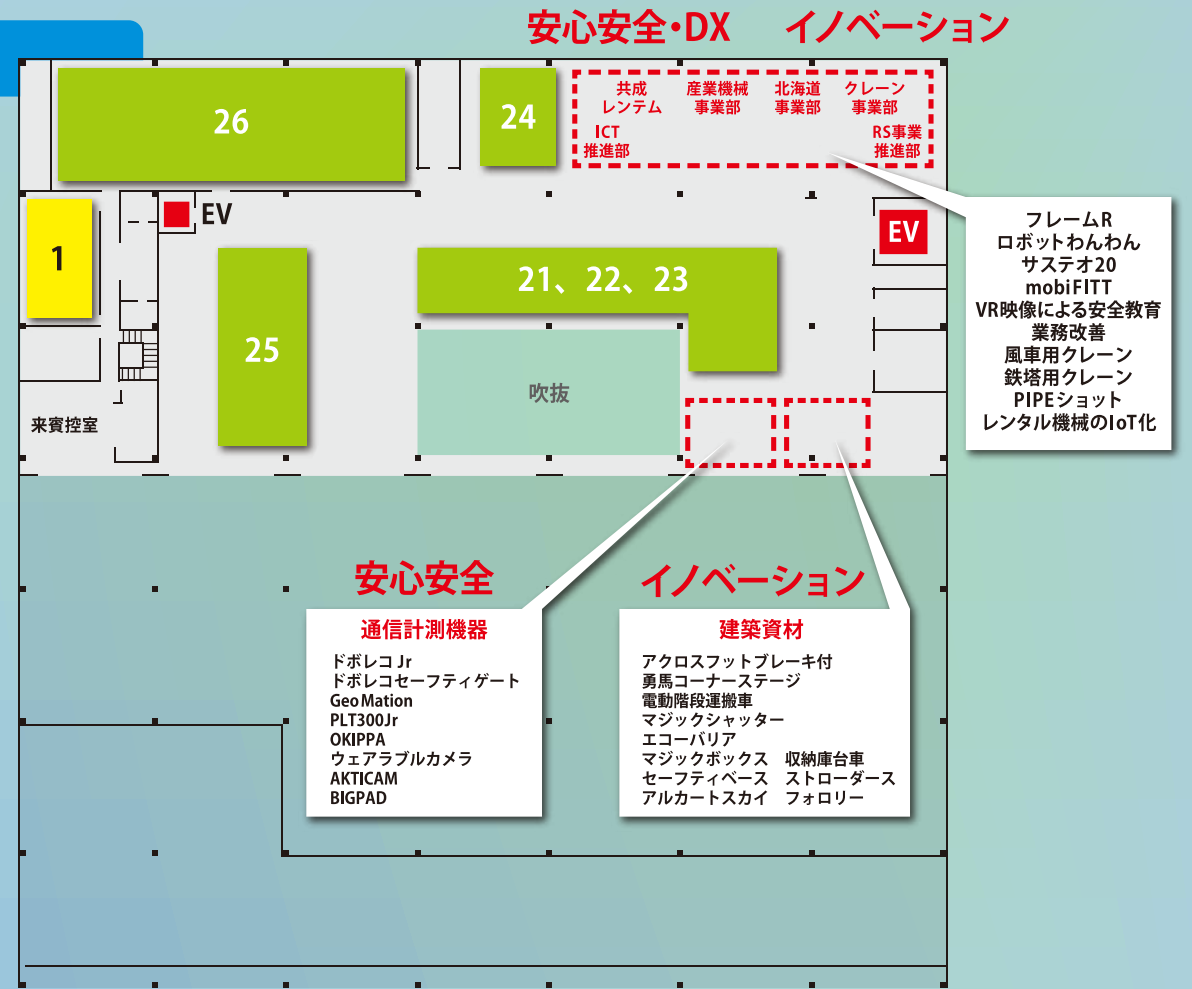 安心安全・DX イノベーション
26
24
共成
レンテム
産業機械
事業部
北海道
事業部
クレーン
事業部
ICT
推進部
RS事業
推進部
1
EV
EV
21、22、23
25
吹抜
来賓控室
フレームR
ロボットわんわん
サステオ20
mobiFITT
VR映像による安全教育
業務改善
風車用クレーン
鉄塔用クレーン
PIPEショット
レンタル機械のIoT化
安心安全
通信計測機器
ドボレコ Jr
ドボレコセーフティゲート
GeoMation
PLT300Jr
OKIPPA
ウェアラブルカメラ
AKTICAM
BIGPAD
イノベーション
建築資材
アクロスフットブレーキ付
勇馬コーナーステージ
電動階段運搬車
マジックシャッター
エコーバリア
マジックボックス 収納庫台車
セーフティベース ストローダース
アルカートスカイ フォロリー